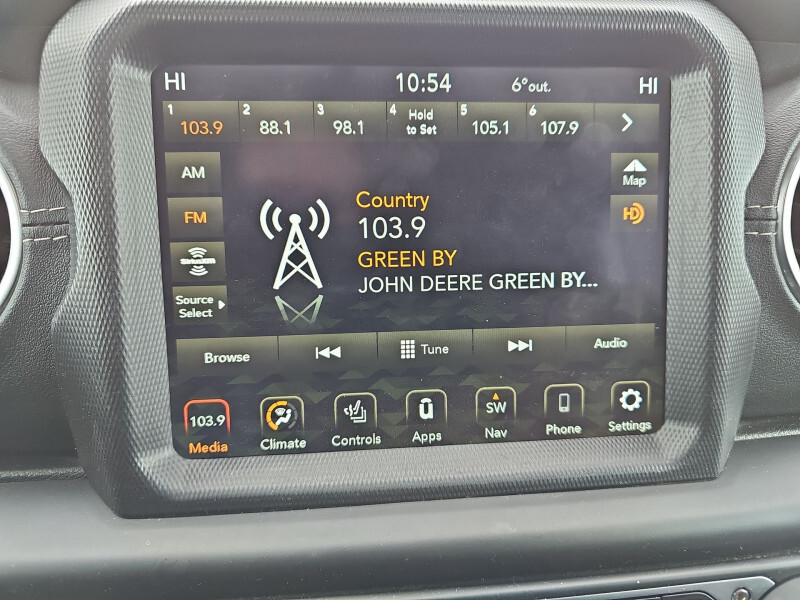 HI 10:54 6° out. HI
1 103.9 2 88.1 3 98.1 4 Hold to Set 5 105.1 6 107.9 >
AM
Map
FM
HD
SiriusXM
Source
Select
Country
103.9
GREEN BY
JOHN DEERE GREEN BY...
Browse Tune Audio
103.9 SW
Media Climate Controls Apps Nav Phone Settings